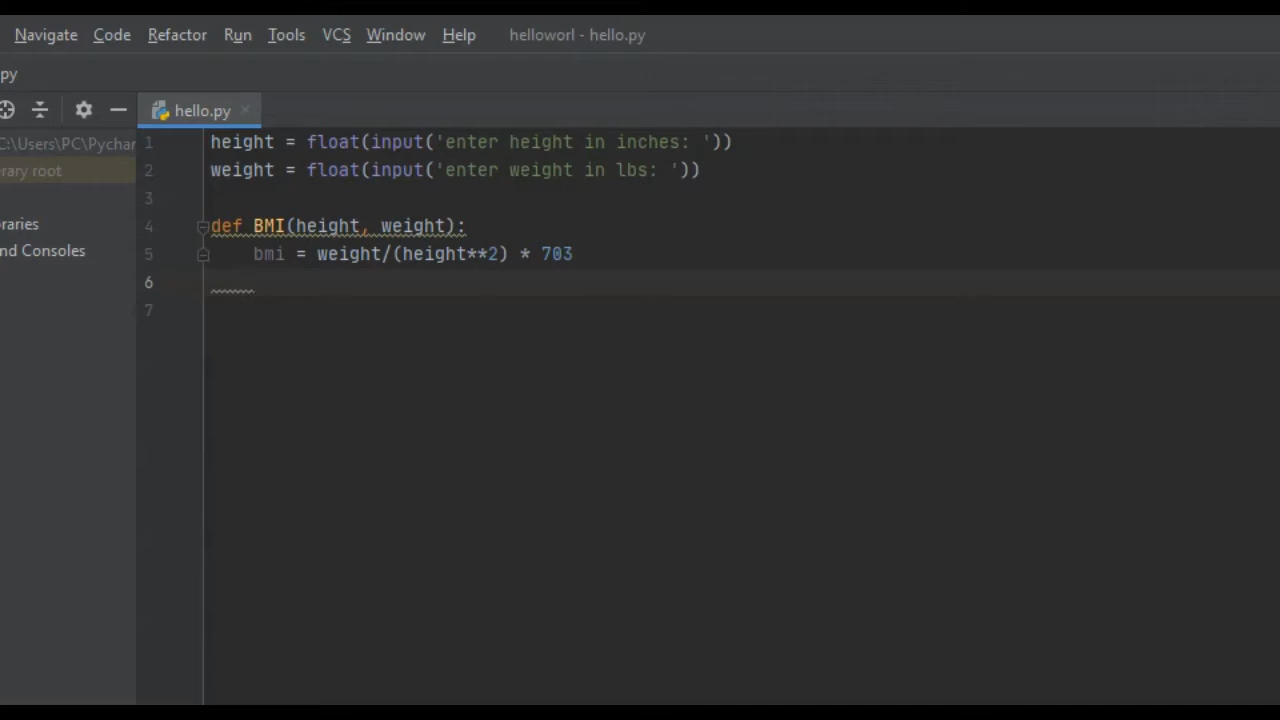 Navigate Code Refactor Run Tools VCS Window Help helloworl - hello.py
py
hello.py
C:\Users\PC\Pychar
rary root
raries
nd Consoles
1 height = float(input('enter height in inches: '))
2 weight = float(input('enter weight in lbs: '))
3
4 def BMI(height, weight):
5 bmi = weight/(height**2) * 703
6
7